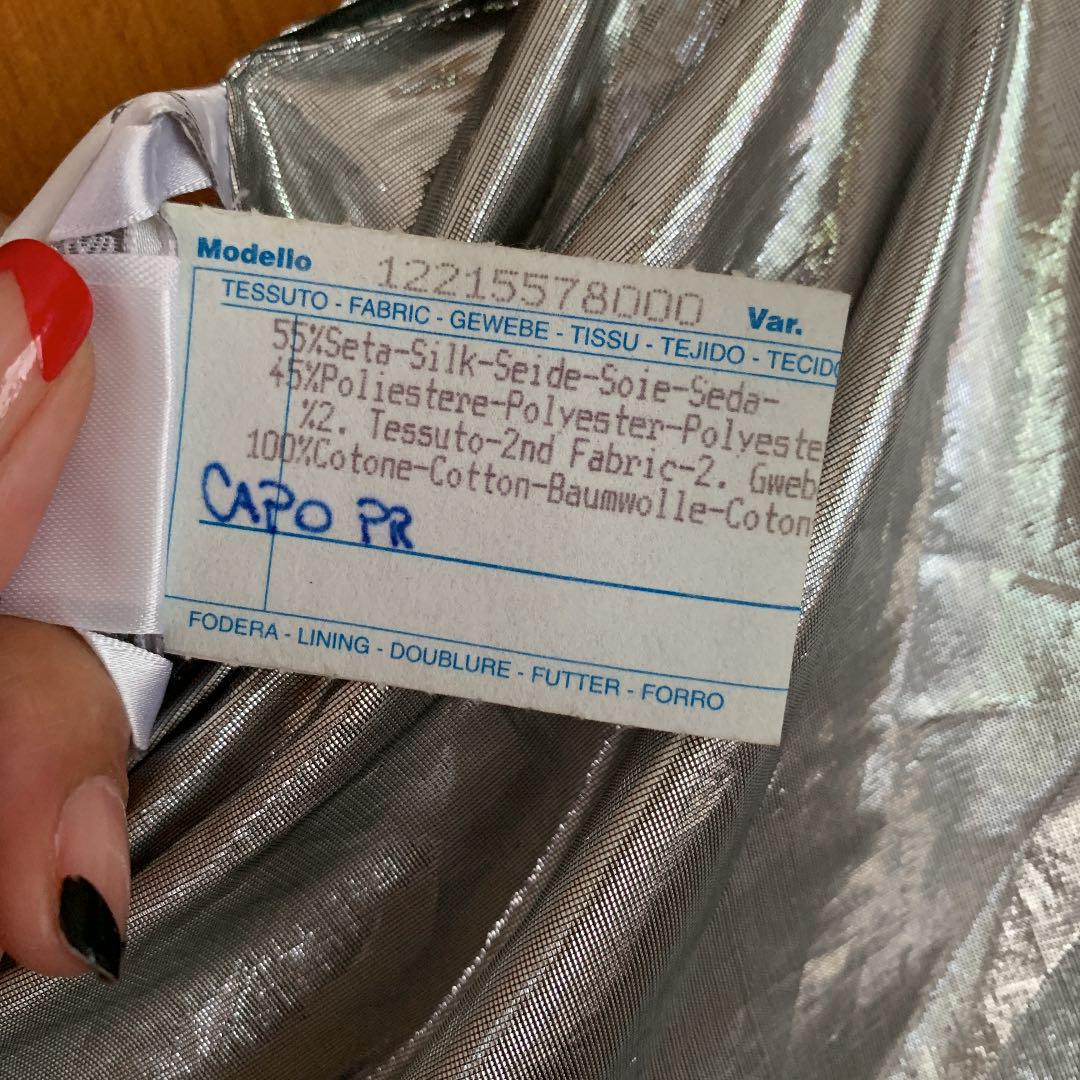 Modello 12215578000 Var.
TESSUTO - FABRIC - GEWEBE - TISSU - TEJIDO - TECID
55%Seta-Silk-Seide-Soie-Seda-
45%Poliestere-Polyester-Polyeste
%2. Tessuto-2nd Fabric-2. Gweb
100%Cotone-Cotton-Baumwolle-Coton
CAPO PR
FODERA - LINING - DOUBLURE - FUTTER - FORRO